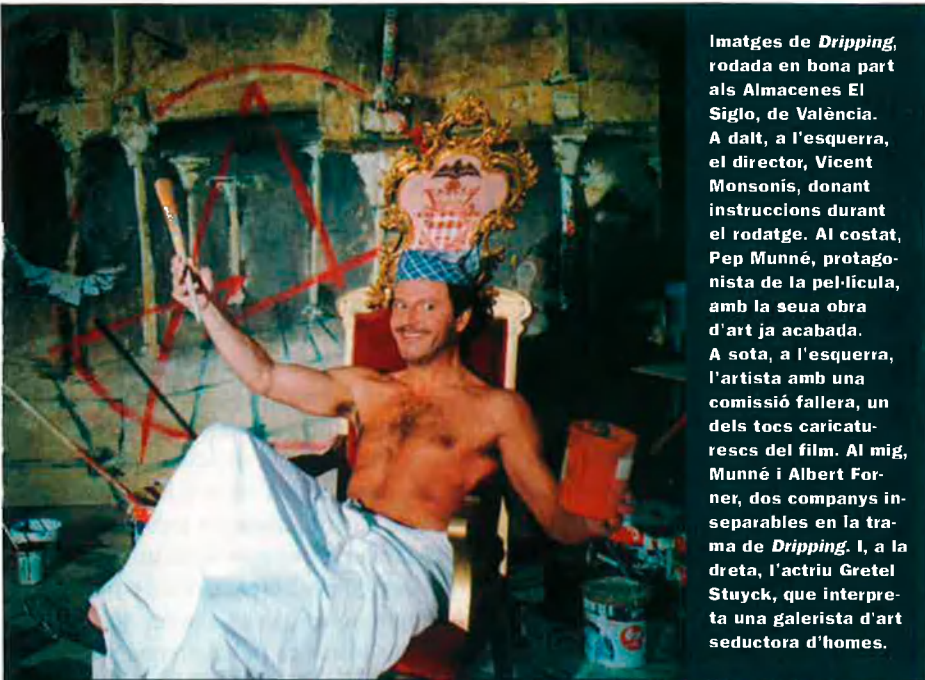 Imatges de Dripping,
rodada en bona part
als Almacenes El
Siglo, de València.
A dalt, a l'esquerra,
el director, Vicent
Monsonís, donant
instruccions durant
el rodatge. Al costat,
Pep Munné, protago-
nista de la pel·lícula,
amb la seua obra
d'art ja acabada.
A sota, a l'esquerra,
l'artista amb una
comissió fallera, un
dels tocs caricatu-
rescs del film. Al mig,
Munné i Albert For-
ner, dos companys in-
separables en la tra-
ma de Dripping. I, a la
dreta, l'actriu Gretel
Stuyck, que interpre-
ta una galerista d'art
seductora d'homes.